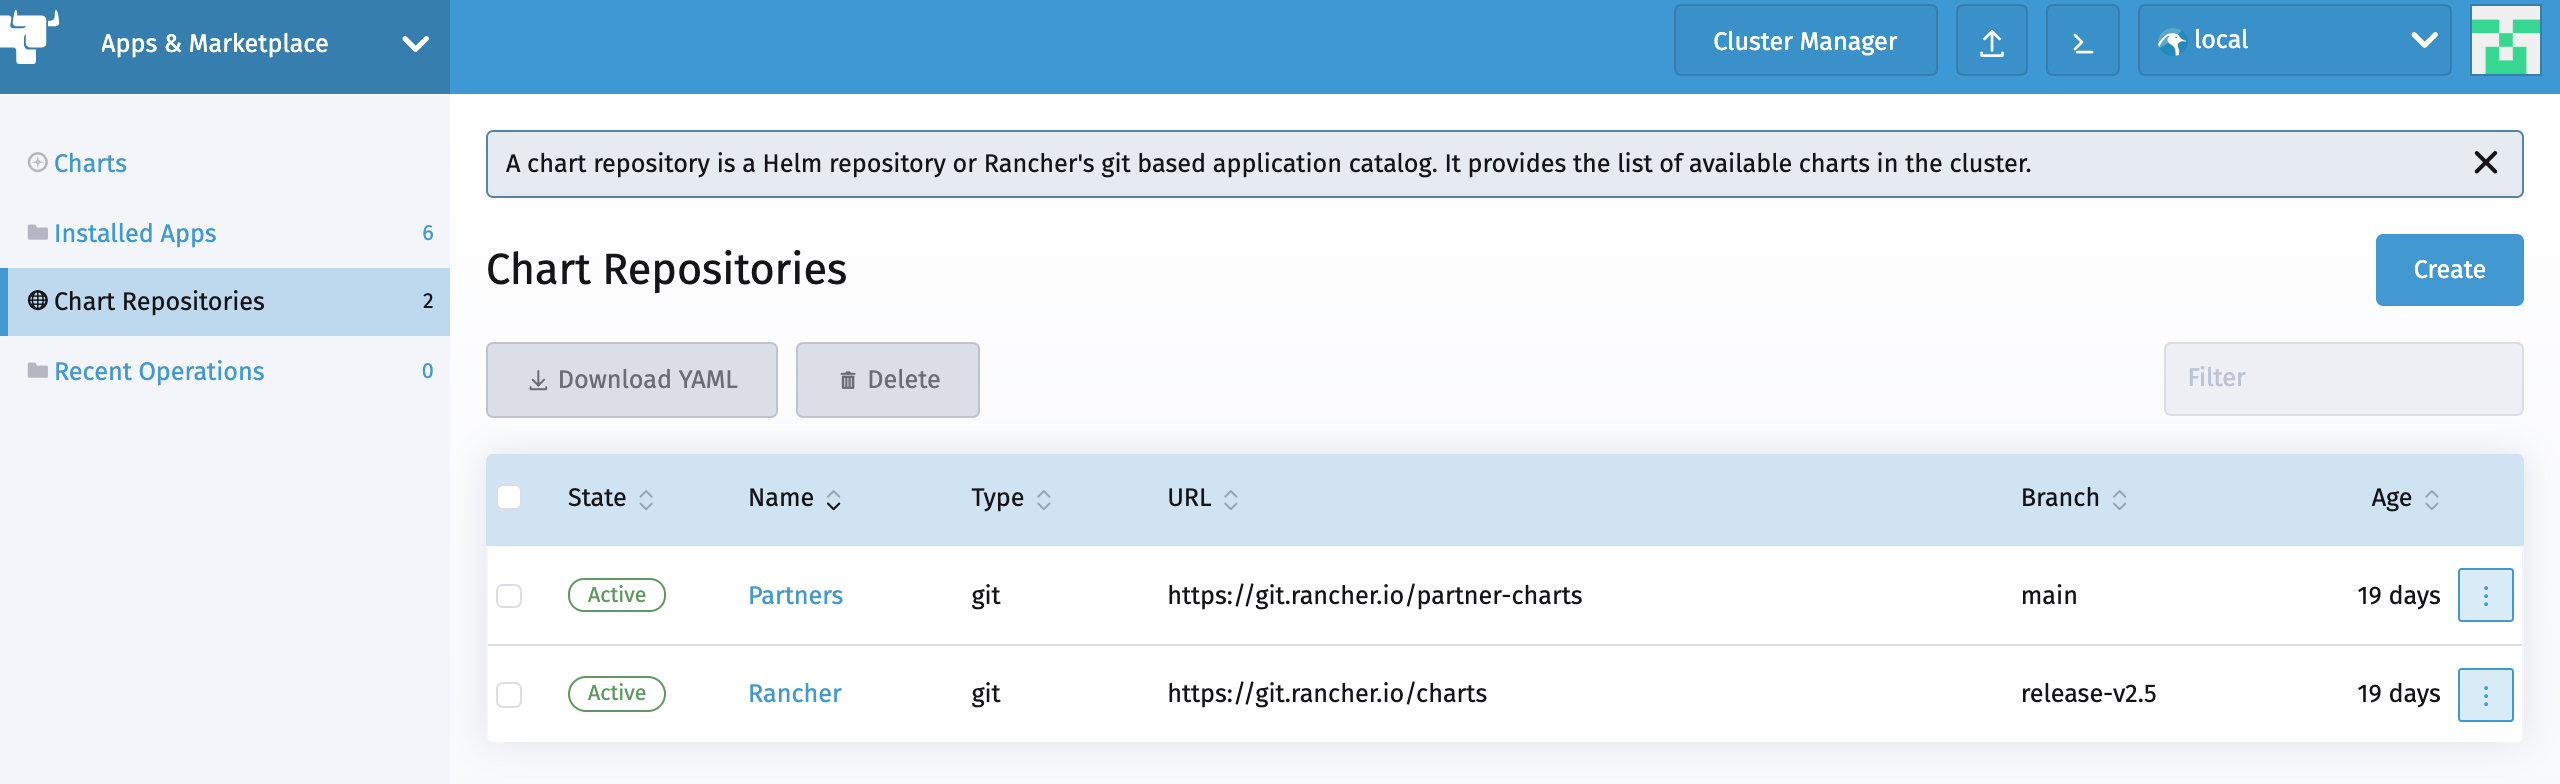 Apps & Marketplace
Cluster Manager
local
Charts
Installed Apps 6
Chart Repositories 2
Recent Operations 0
A chart repository is a Helm repository or Rancher's git based application catalog. It provides the list of available charts in the cluster.
Chart Repositories
Create
Download YAML Delete
Filter
State Name Type URL Branch Age
Active Partners git https://git.rancher.io/partner-charts main 19 days
Active Rancher git https://git.rancher.io/charts release-v2.5 19 days